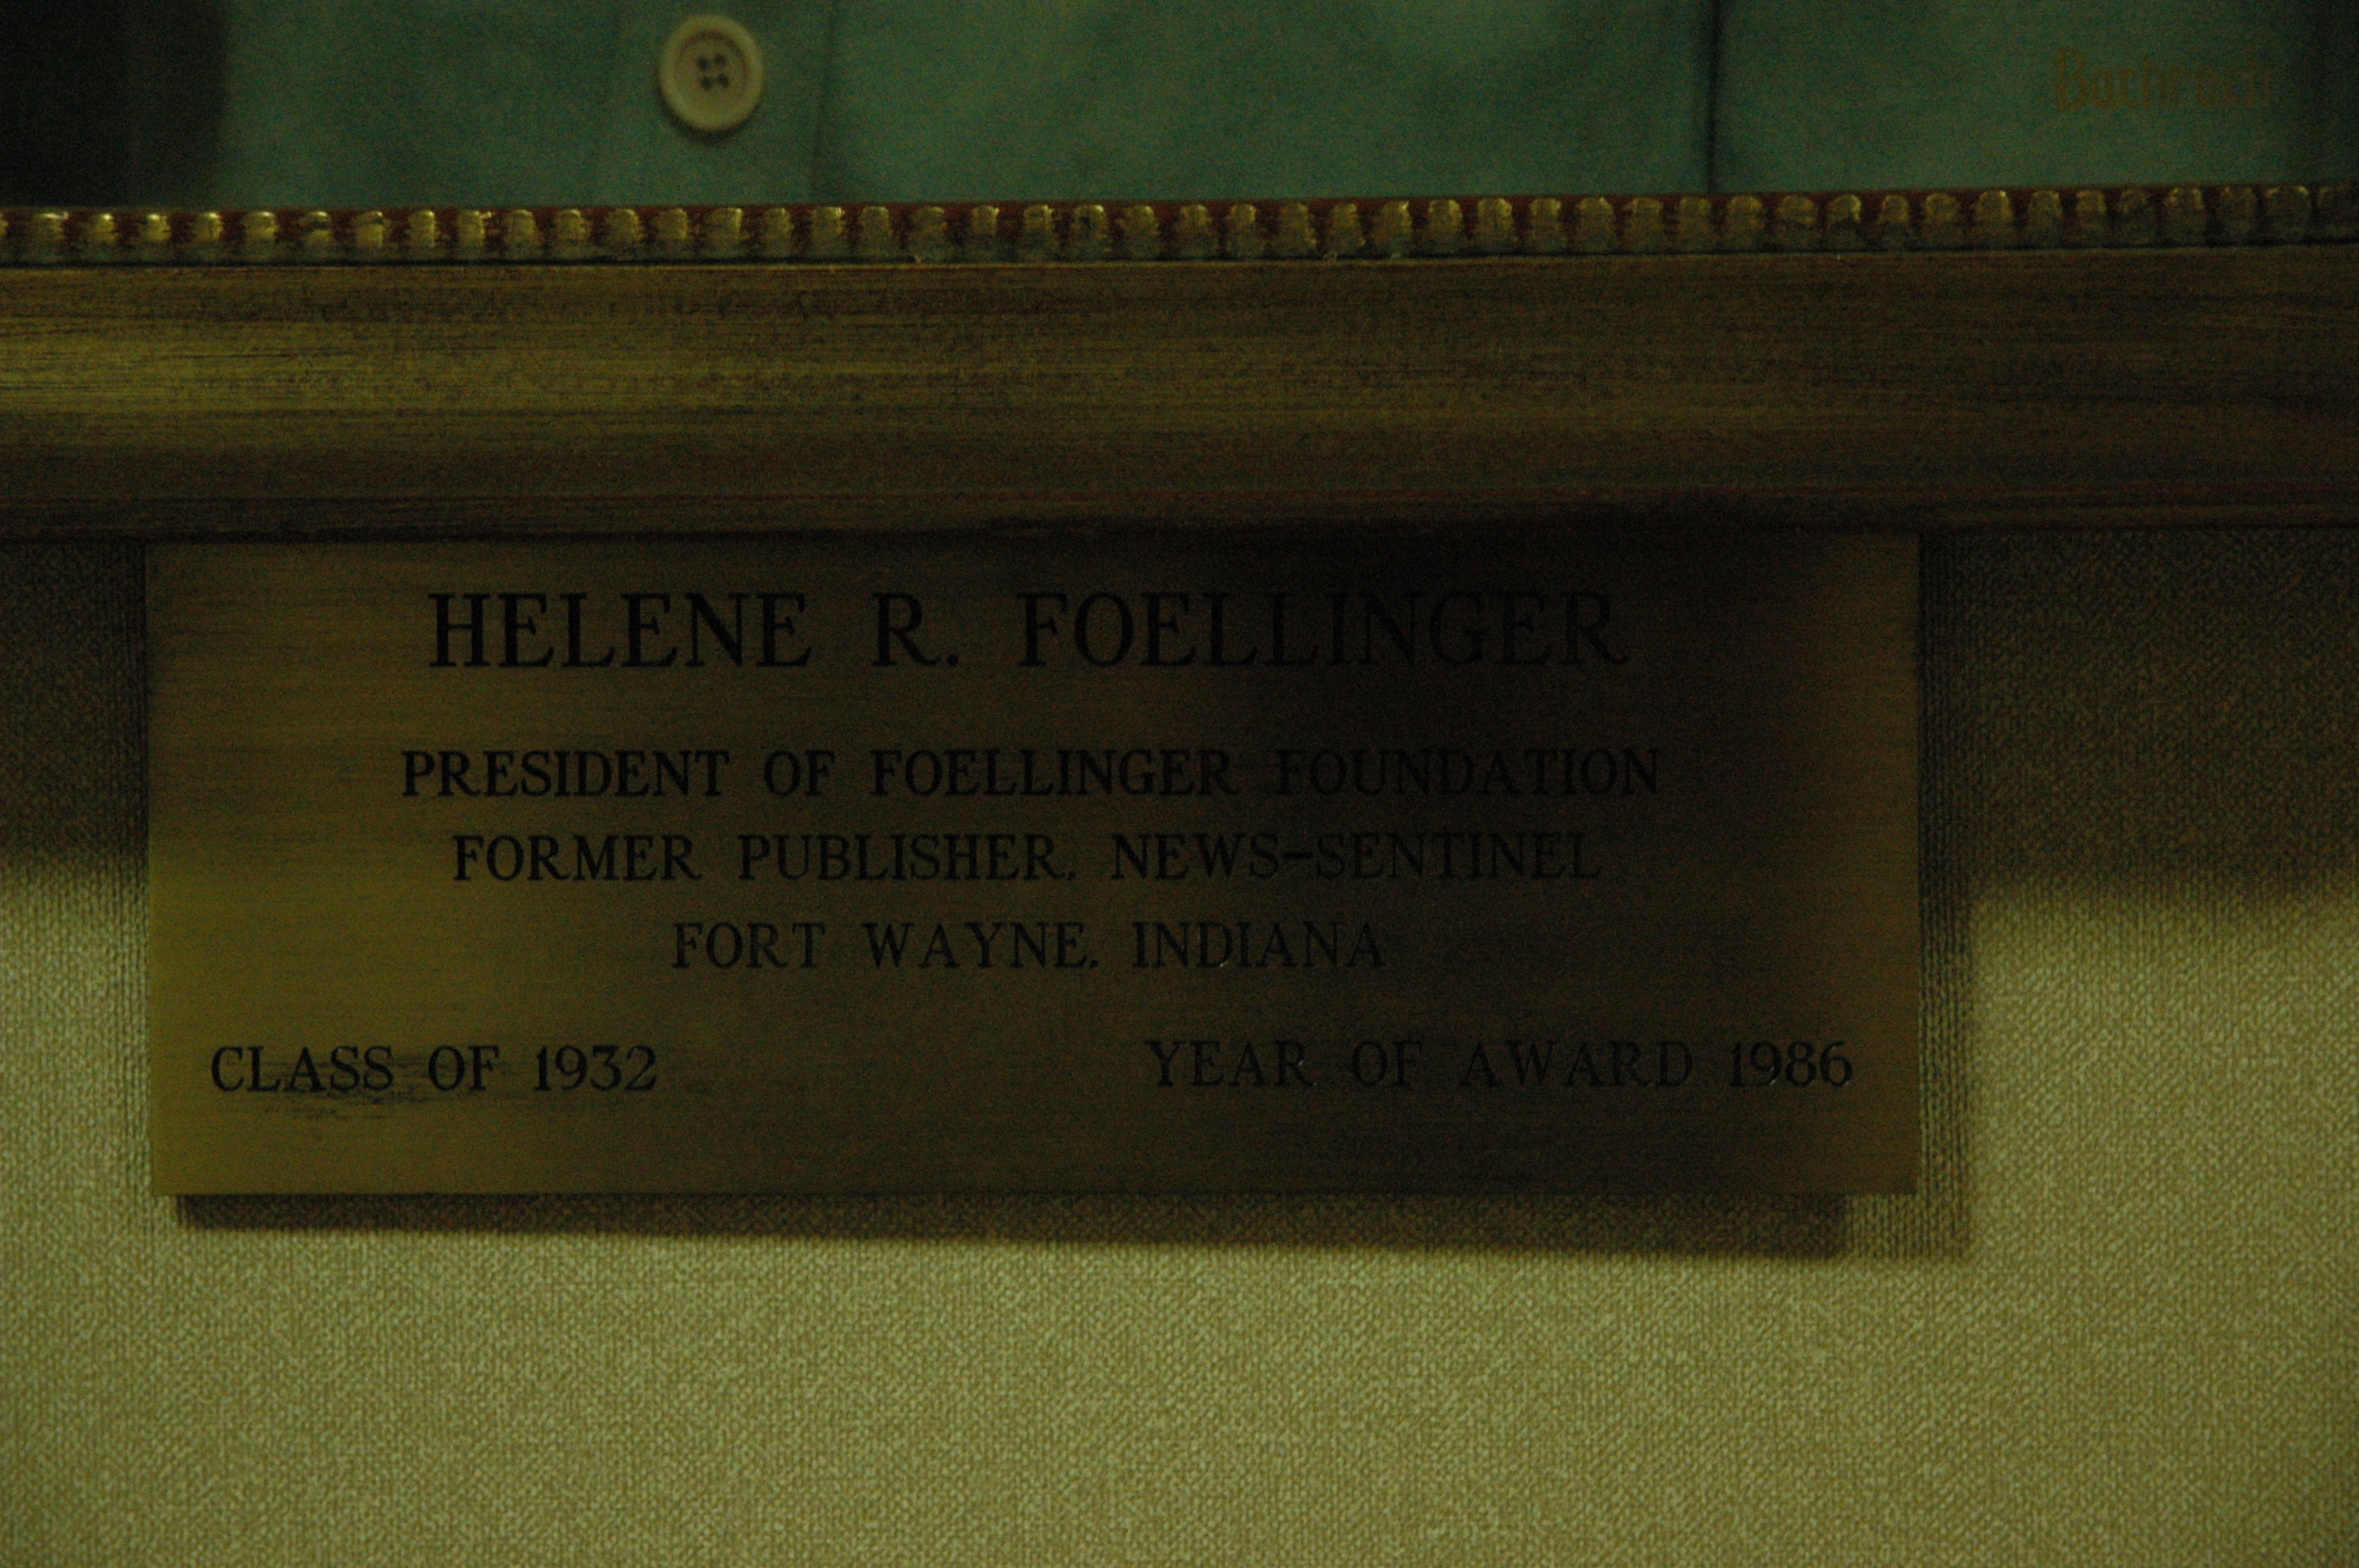 Bachrach
HELENE R. FOELLINGER
PRESIDENT OF FOELLINGER FOUNDATION
FORMER PUBLISHER, NEWS-SENTINEL
FORT WAYNE, INDIANA
CLASS OF 1932 YEAR OF AWARD 1986